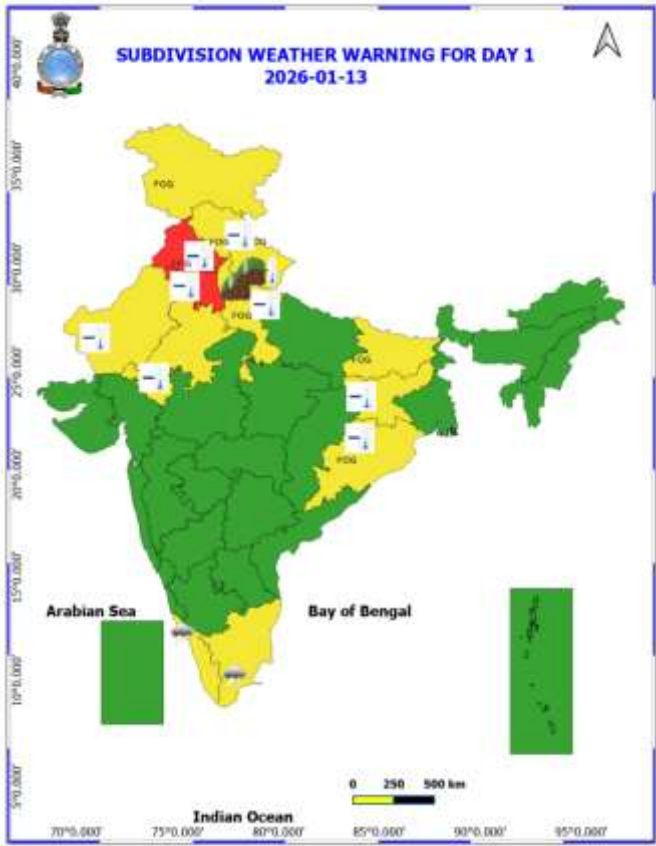 SUBDIVISION WEATHER WARNING FOR DAY 1
2026-01-13
40°0.000'
35°0.000'
30°0.000'
25°0.000'
20°0.000'
15°0.000'
10°0.000'
5°0.000'
FOG
FOG
FOG
FOG
FOG
Arabian Sea
Bay of Bengal
0 250 500 km
Indian Ocean
70°0.000' 75°0.000' 80°0.000' 85°0.000' 90°0.000' 95°0.000'